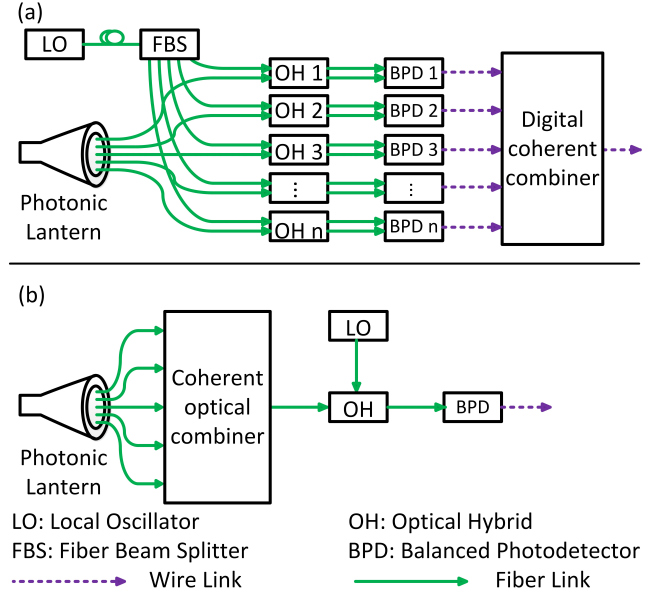 (a)
LO
FBS
OH 1
BPD 1
OH 2
BPD 2
OH 3
BPD 3
...
...
OH n
BPD n
Digital
coherent
combiner
Photonic
Lantern
(b)
Coherent
optical
combiner
LO
OH
BPD
Photonic
Lantern
LO: Local Oscillator
OH: Optical Hybrid
FBS: Fiber Beam Splitter
BPD: Balanced Photodetector
Wire Link
Fiber Link